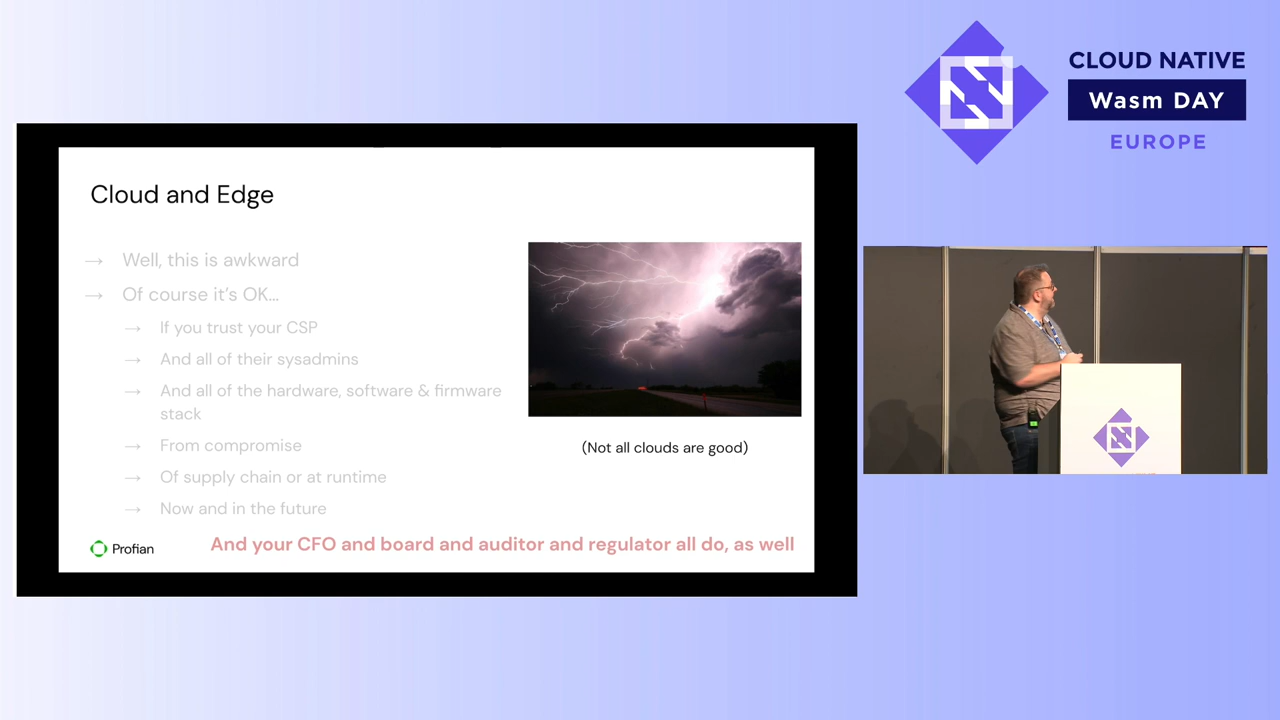 CLOUD NATIVE
Wasm DAY
EUROPE
Cloud and Edge
→ Well, this is awkward
→ Of course it's OK...
→ If you trust your CSP
→ And all of their sysadmins
→ And all of the hardware, software & firmware
stack
→ From compromise
→ Of supply chain or at runtime
→ Now and in the future
(Not all clouds are good)
Profian
And your CFO and board and auditor and regulator all do, as well